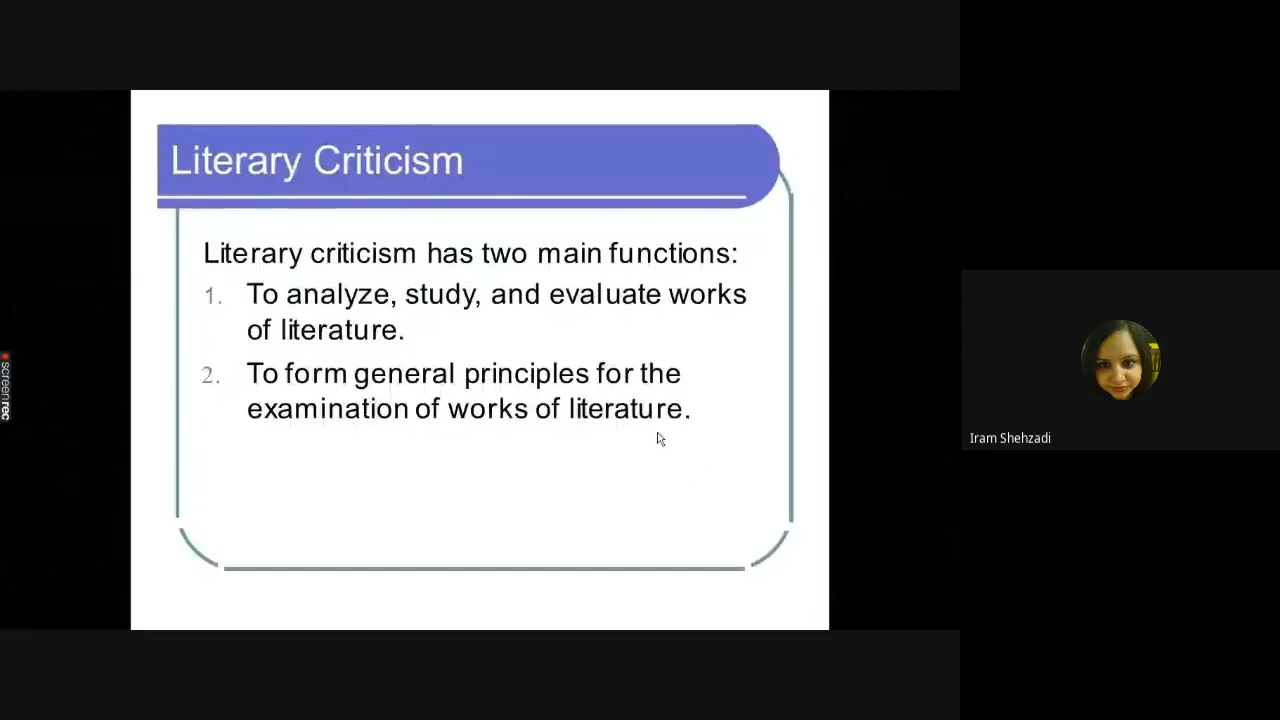 Literary Criticism
Literary criticism has two main functions:
1. To analyze, study, and evaluate works
of literature.
2. To form general principles for the
examination of works of literature.
Iram Shehzadi
screenrec